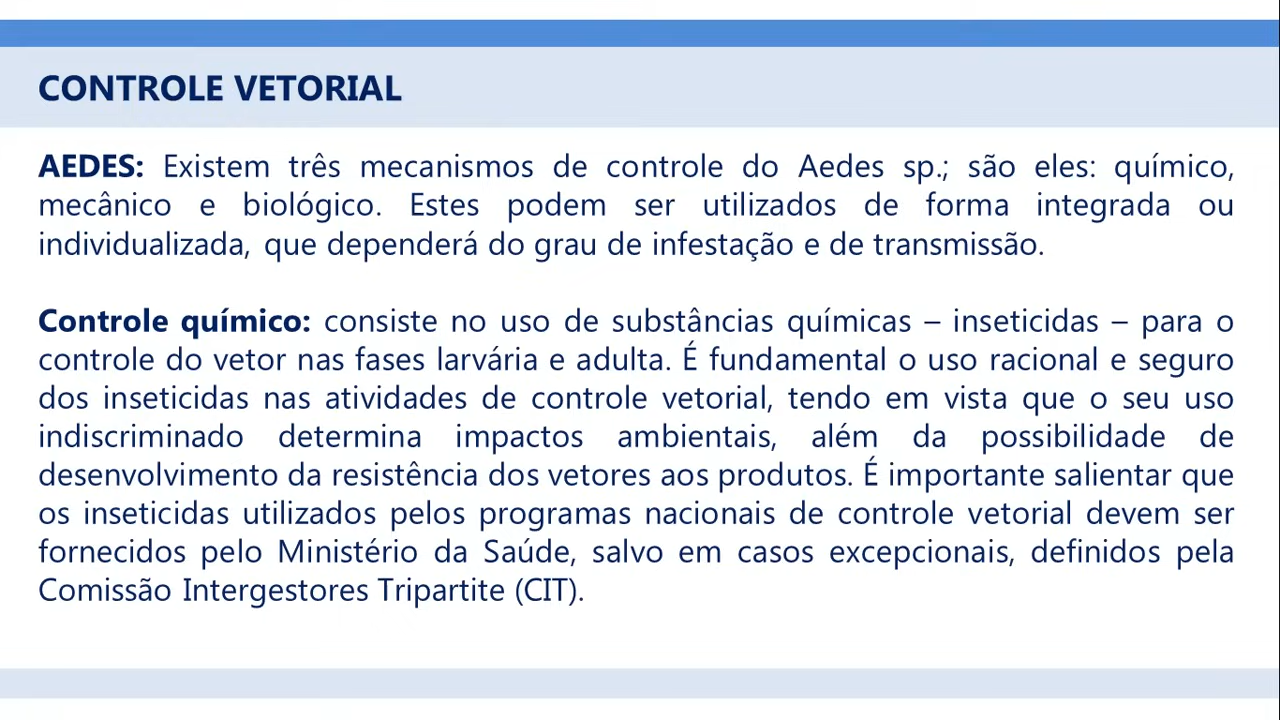 CONTROLE VETORIAL
AEDES: Existem três mecanismos de controle do Aedes sp.; são eles: químico,
mecânico e biológico. Estes podem ser utilizados de forma integrada ou
individualizada, que dependerá do grau de infestação e de transmissão.
Controle químico: consiste no uso de substâncias químicas – inseticidas – para o
controle do vetor nas fases larvária e adulta. É fundamental o uso racional e seguro
dos inseticidas nas atividades de controle vetorial, tendo em vista que o seu uso
indiscriminado determina impactos ambientais, além da possibilidade de
desenvolvimento da resistência dos vetores aos produtos. É importante salientar que
os inseticidas utilizados pelos programas nacionais de controle vetorial devem ser
fornecidos pelo Ministério da Saúde, salvo em casos excepcionais, definidos pela
Comissão Intergestores Tripartite (CIT).